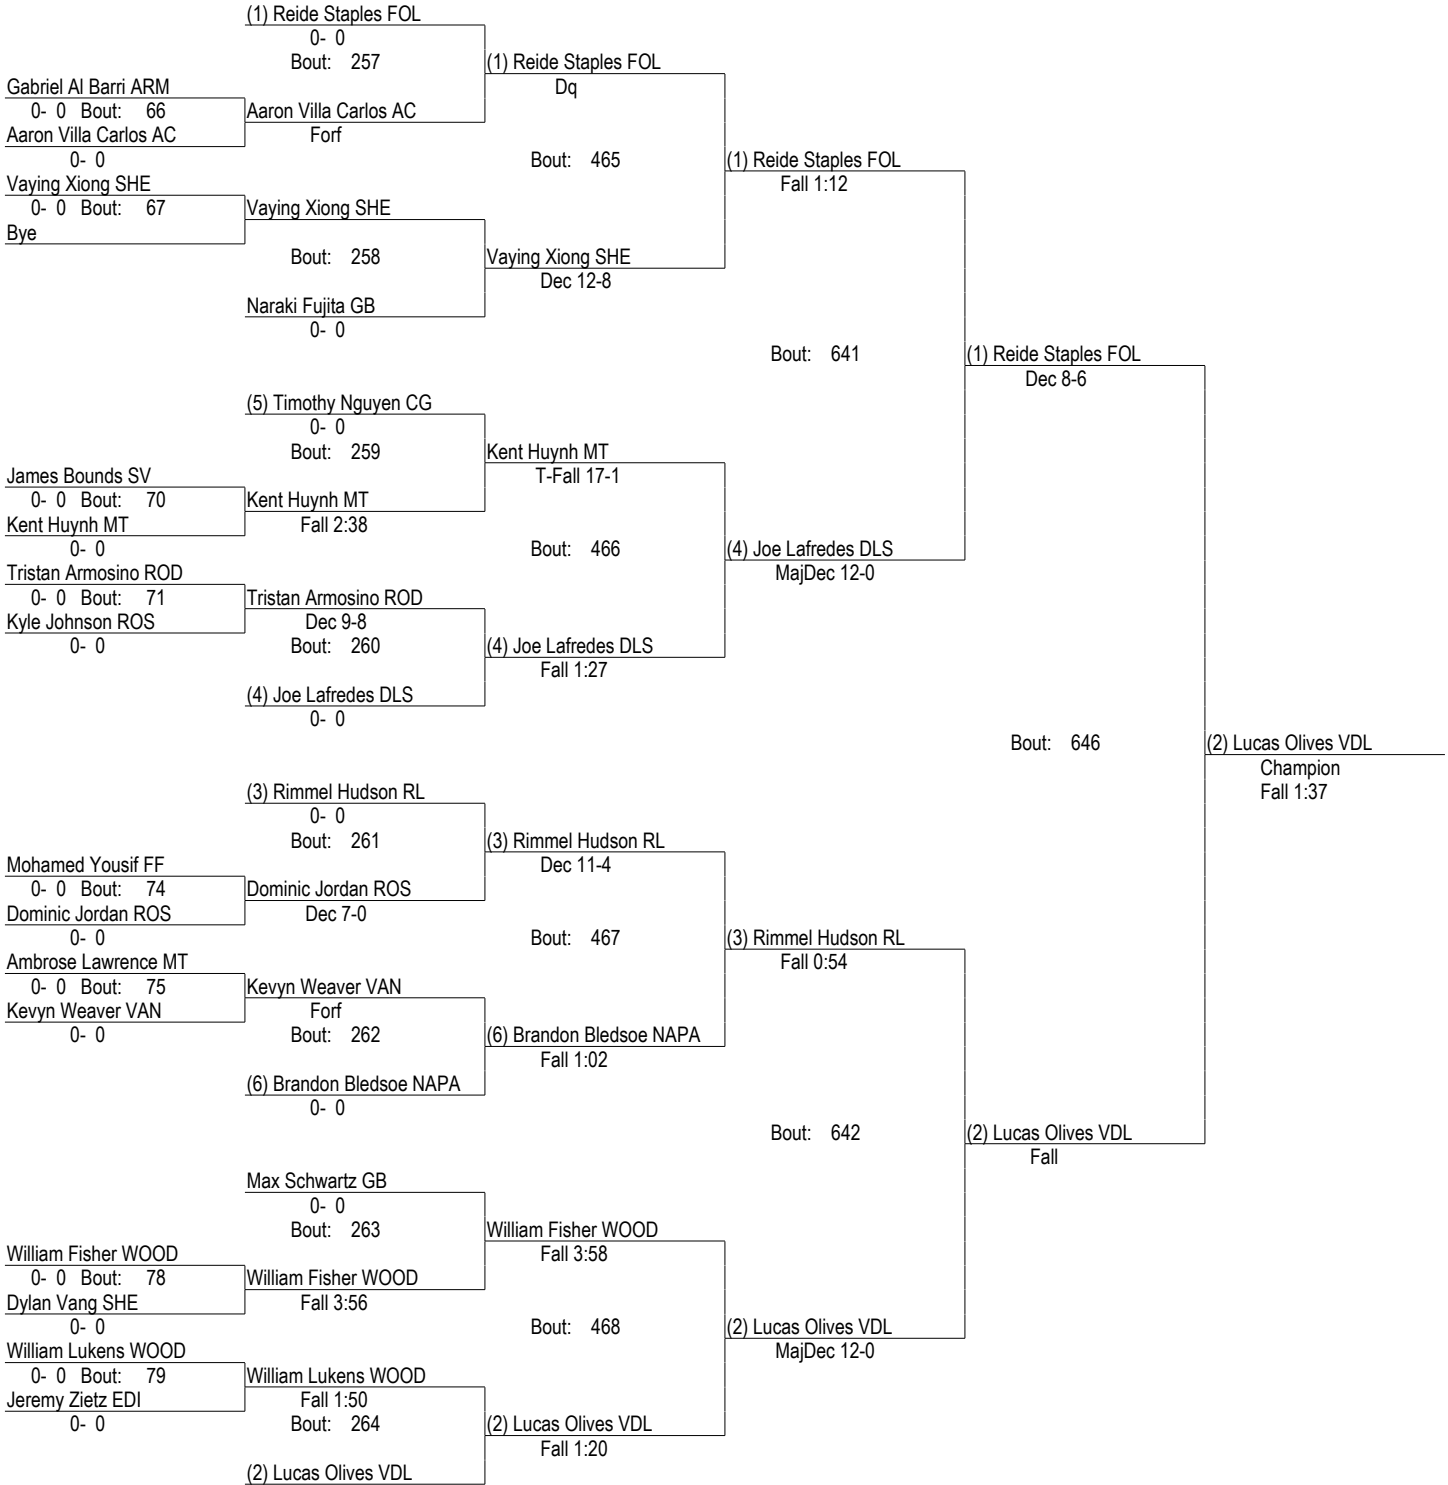 (1) Reide Staples FOL
0- 0
Bout: 257
(1) Reide Staples FOL
Dq
Gabriel Al Barri ARM
0- 0 Bout: 66
Aaron Villa Carlos AC
Forf
Aaron Villa Carlos AC
0- 0
Bout: 465
(1) Reide Staples FOL
Fall 1:12
Vaying Xiong SHE
0- 0 Bout: 67
Vaying Xiong SHE
Bye
Bout: 258
Vaying Xiong SHE
Dec 12-8
Naraki Fujita GB
0- 0
Bout: 641
(1) Reide Staples FOL
Dec 8-6
(5) Timothy Nguyen CG
0- 0
Bout: 259
Kent Huynh MT
T-Fall 17-1
James Bounds SV
0- 0 Bout: 70
Kent Huynh MT
Fall 2:38
Kent Huynh MT
0- 0
Bout: 466
(4) Joe Lafredes DLS
MajDec 12-0
Tristan Armosino ROD
0- 0 Bout: 71
Tristan Armosino ROD
Dec 9-8
Kyle Johnson ROS
0- 0
Bout: 260
(4) Joe Lafredes DLS
Fall 1:27
(4) Joe Lafredes DLS
0- 0
Bout: 646
(2) Lucas Olives VDL
Champion
Fall 1:37
(3) Rimmel Hudson RL
0- 0
Bout: 261
(3) Rimmel Hudson RL
Dec 11-4
Mohamed Yousif FF
0- 0 Bout: 74
Dominic Jordan ROS
Dec 7-0
Dominic Jordan ROS
0- 0
Bout: 467
(3) Rimmel Hudson RL
Fall 0:54
Ambrose Lawrence MT
0- 0 Bout: 75
Kevyn Weaver VAN
Forf
Kevyn Weaver VAN
0- 0
Bout: 262
(6) Brandon Bledsoe NAPA
Fall 1:02
(6) Brandon Bledsoe NAPA
0- 0
Bout: 642
(2) Lucas Olives VDL
Fall
Max Schwartz GB
0- 0
Bout: 263
William Fisher WOOD
Fall 3:58
William Fisher WOOD
0- 0 Bout: 78
William Fisher WOOD
Fall 3:56
Dylan Vang SHE
0- 0
Bout: 468
(2) Lucas Olives VDL
MajDec 12-0
William Lukens WOOD
0- 0 Bout: 79
William Lukens WOOD
Fall 1:50
Jeremy Zietz EDI
0- 0
Bout: 264
(2) Lucas Olives VDL
Fall 1:20
(2) Lucas Olives VDL